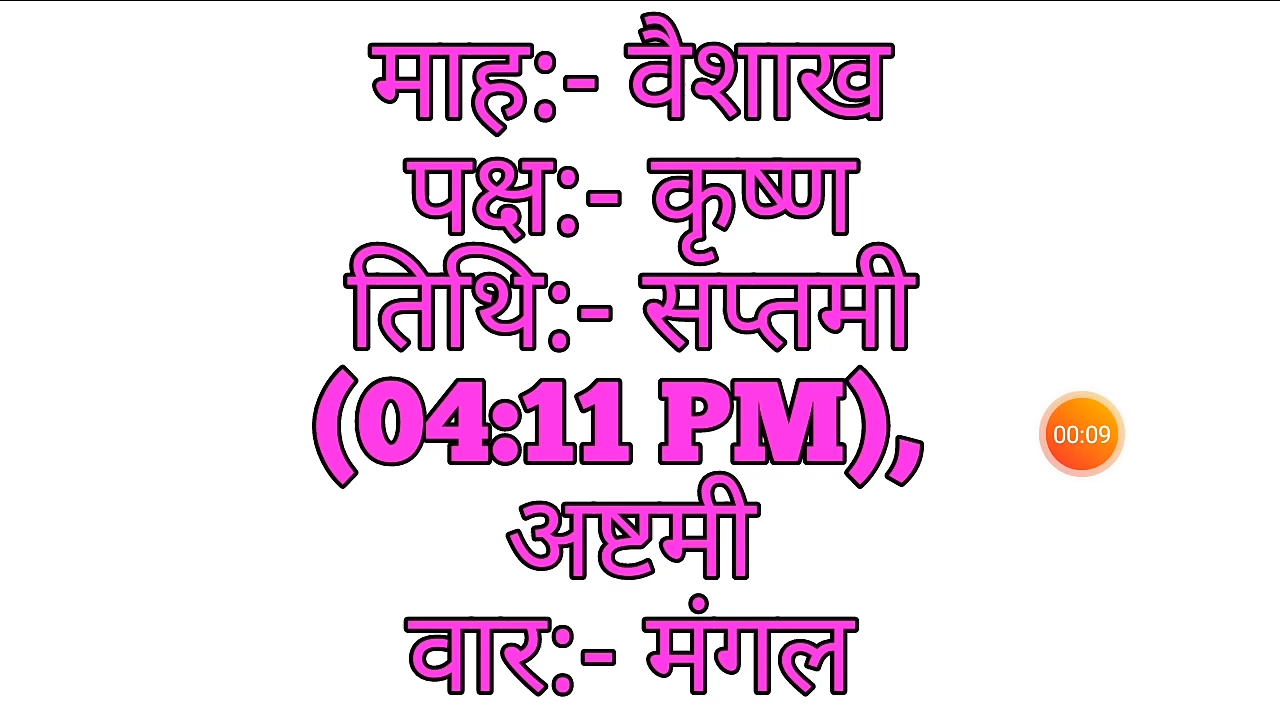 माह:- वैशाख
पक्ष:- कृष्ण
तिथि:- सप्तमी
(04:11 PM),
00:09
अष्टमी
वार:- मंगल